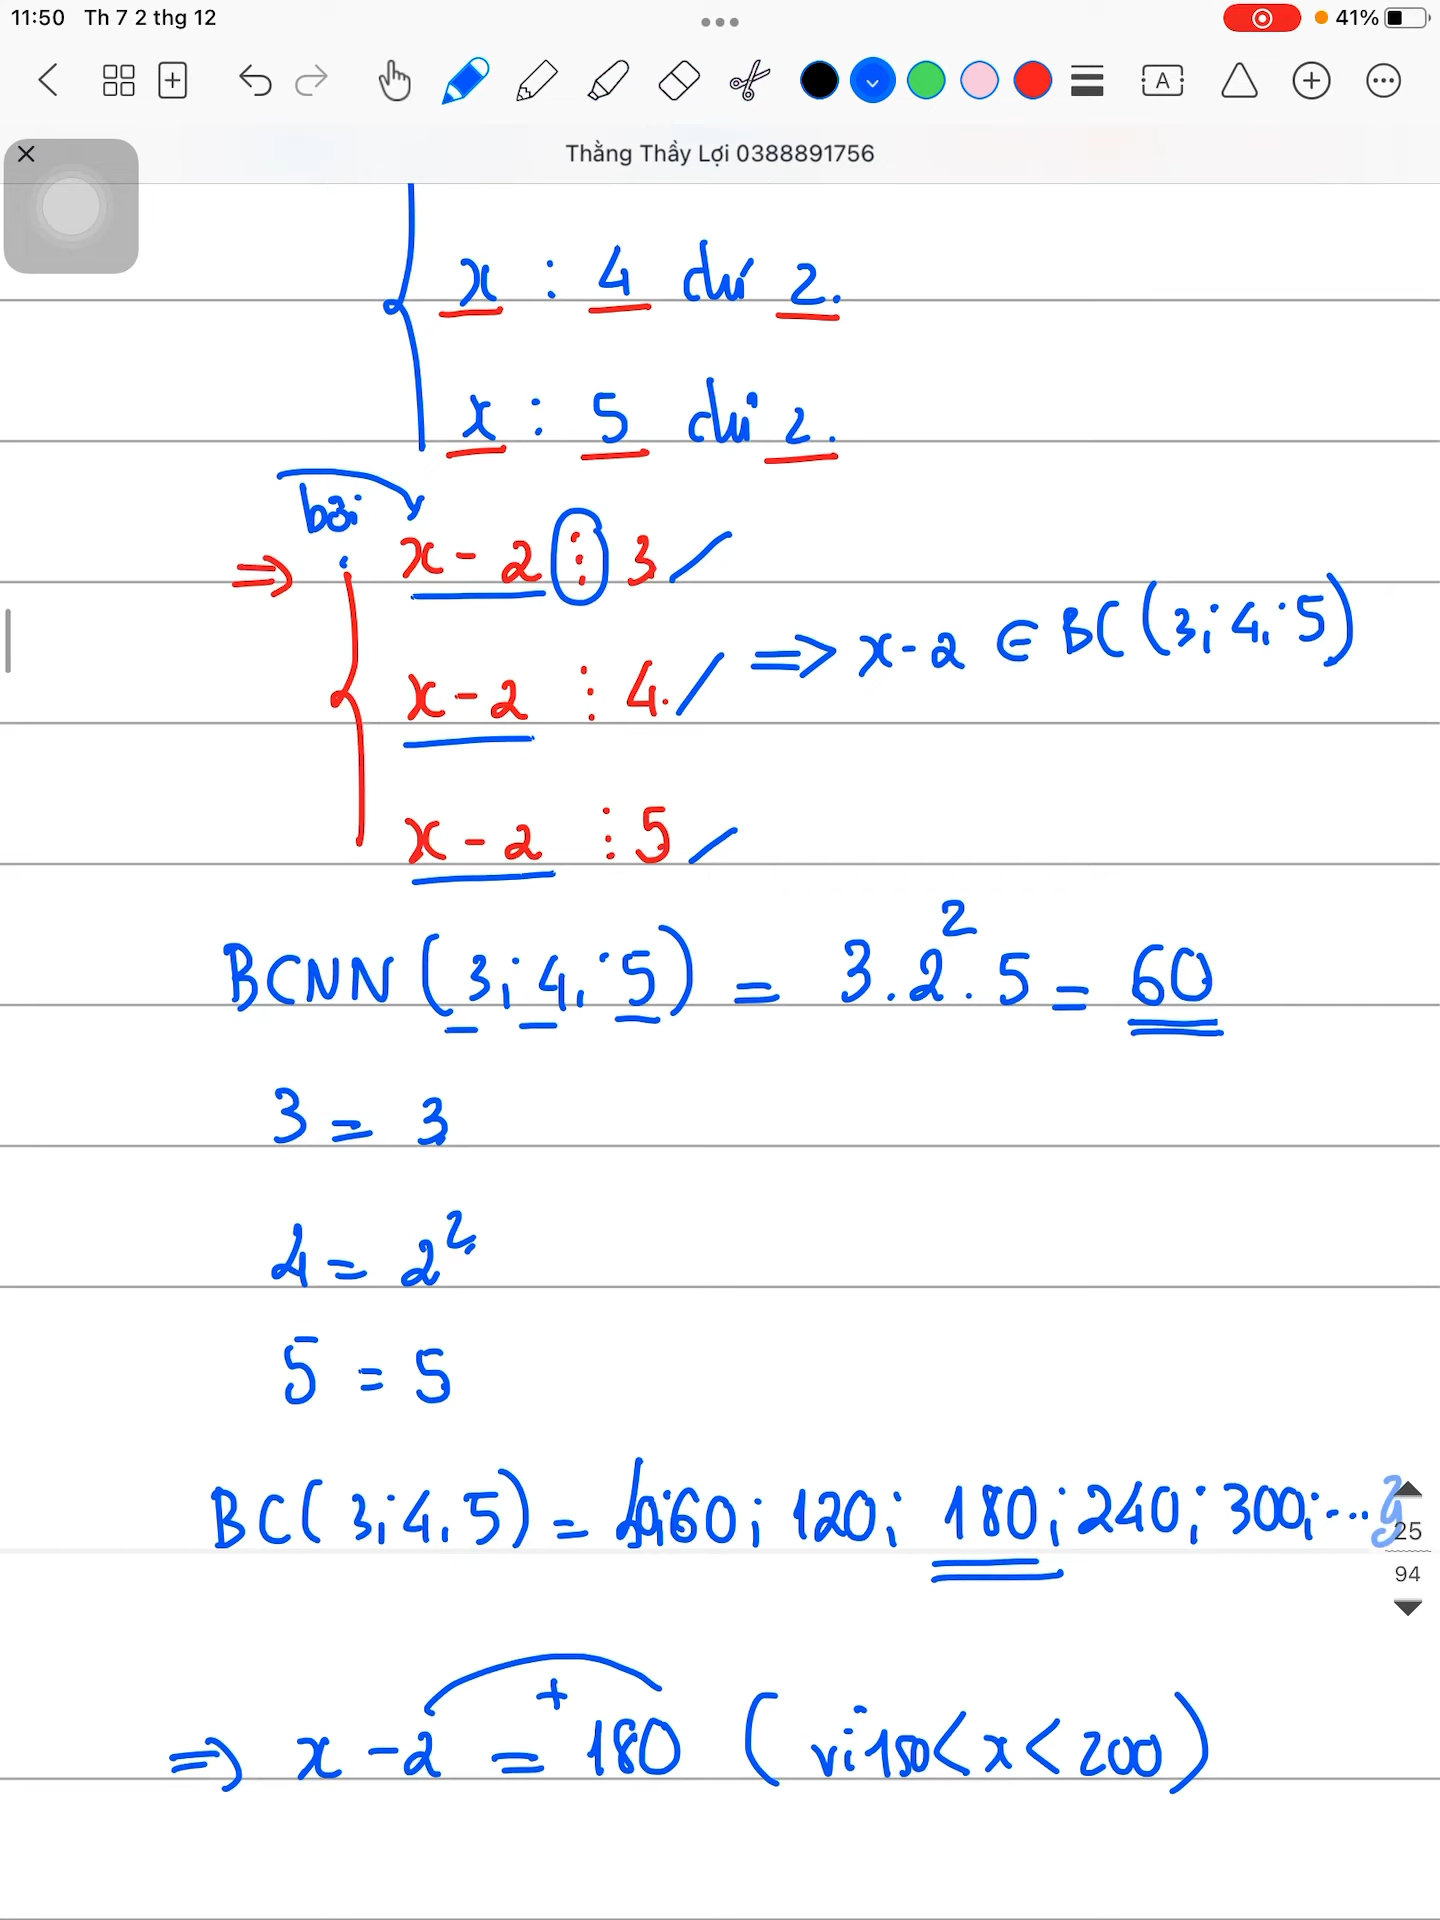 11:50 Th 7 2 thg 12
41%
A
Thằng Thầy Lợi 0388891756
x : 4 dư 2.
x : 5 dư 2.
bội
=> x - 2 ⋮ 3
x - 2 ⋮ 4. => x - 2 ∈ BC (3; 4; 5)
x - 2 ⋮ 5
BCNN (3; 4; 5) = 3 . 2² . 5 = 60
3 = 3
4 = 2²
5 = 5
BC (3; 4; 5) = {0; 60; 120; 180; 240; 300; ... }
25
94
+
=> x - 2 = 180 (vì 150 < x < 200)